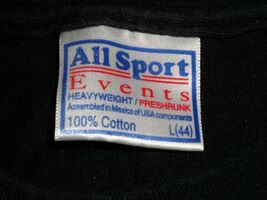 All Sport
Events
HEAVYWEIGHT / PRESHRUNK
Assembled in Mexico of USA components
100% Cotton L(44)